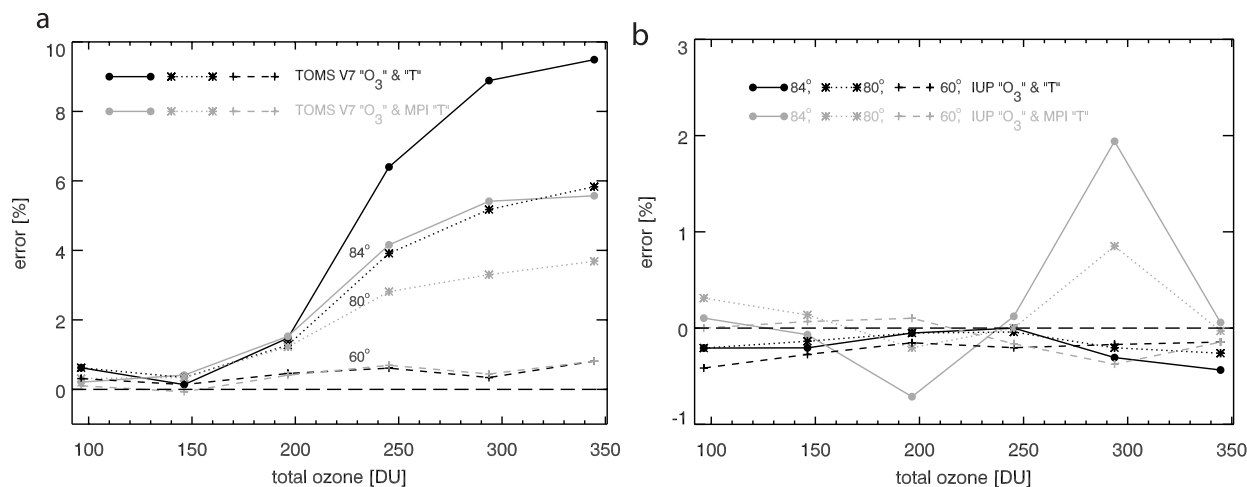 a
10
8
6
4
2
0
error [%]
TOMS V7 "O3" & "T"
TOMS V7 "O3" & MPI "T"
84°
80°
60°
100 150 200 250 300 350
total ozone [DU]
b
3
2
1
0
-1
error [%]
84°, 80°, 60°, IUP "O3" & "T"
84°, 80°, 60°, IUP "O3" & MPI "T"
100 150 200 250 300 350
total ozone [DU]